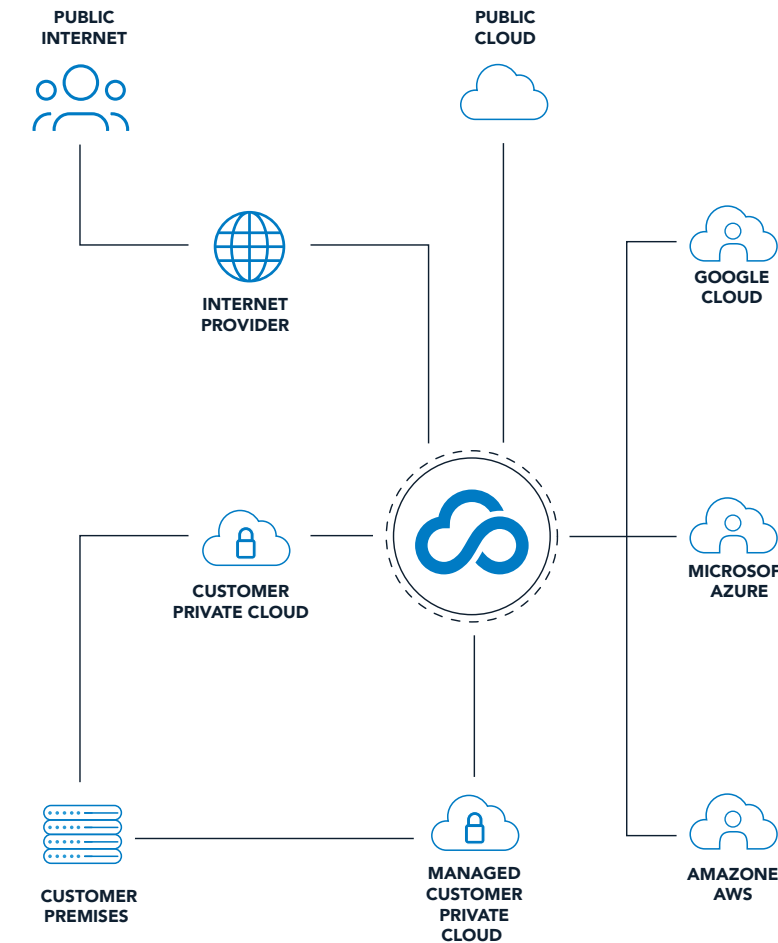 PUBLIC
INTERNET
PUBLIC
CLOUD
INTERNET
PROVIDER
GOOGLE
CLOUD
CUSTOMER
PRIVATE CLOUD
MICROSOF
AZURE
CUSTOMER
PREMISES
MANAGED
CUSTOMER
PRIVATE
CLOUD
AMAZONE
AWS